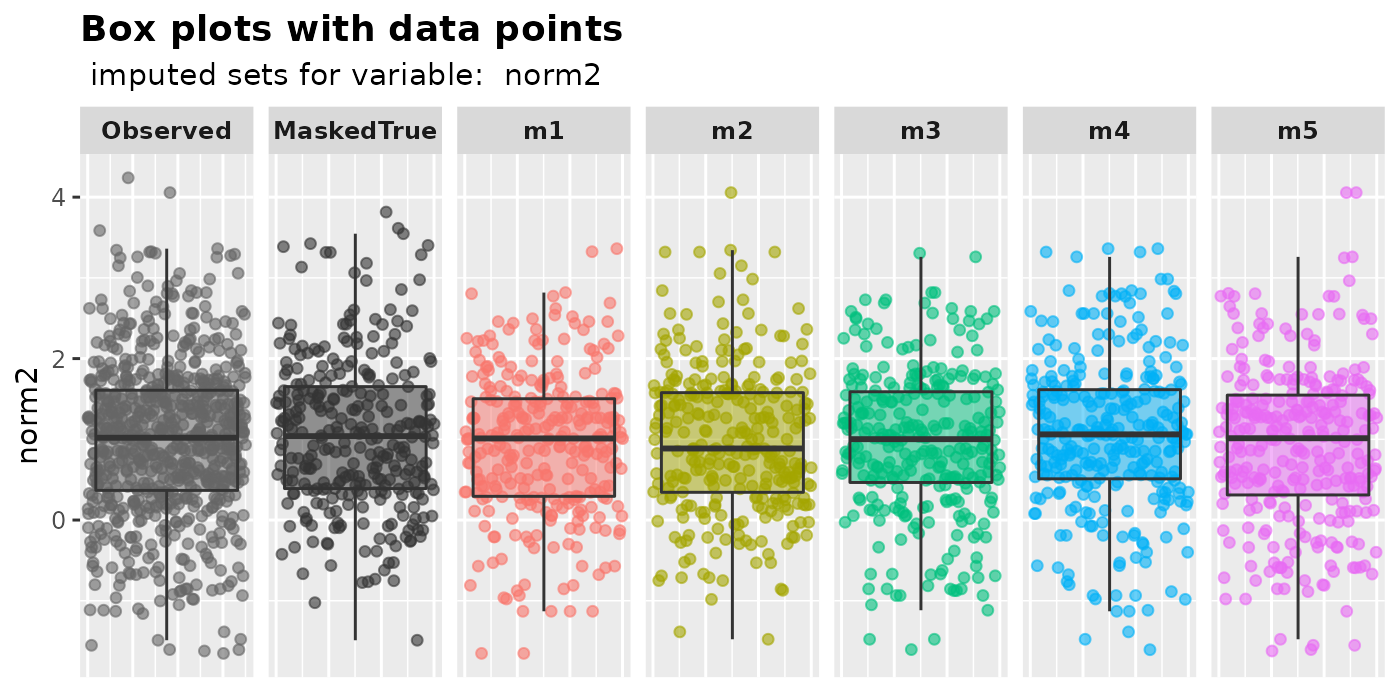 Box plots with data points
imputed sets for variable:  norm2
Observed MaskedTrue m1 m2 m3 m4 m5
4
2
0
norm2